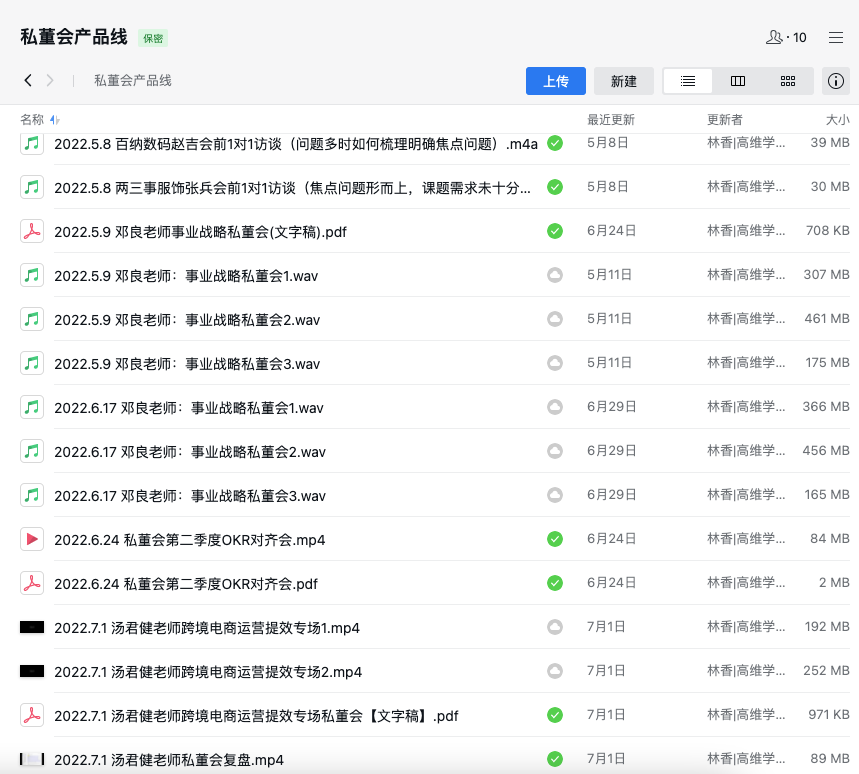 私董会产品线 保密 · 10
私董会产品线 上传 新建
名称 最近更新 更新者 大小
2022.5.8 百纳数码赵吉会前1对1访谈（问题多时如何梳理明确焦点问题）.m4a 5月8日 林香|高维学... 39 MB
2022.5.8 两三事服饰张兵会前1对1访谈（焦点问题形而上，课题需求未十分... 5月8日 林香|高维学... 30 MB
2022.5.9 邓良老师事业战略私董会(文字稿).pdf 6月24日 林香|高维学... 708 KB
2022.5.9 邓良老师：事业战略私董会1.wav 5月11日 林香|高维学... 307 MB
2022.5.9 邓良老师：事业战略私董会2.wav 5月11日 林香|高维学... 461 MB
2022.5.9 邓良老师：事业战略私董会3.wav 5月11日 林香|高维学... 175 MB
2022.6.17 邓良老师：事业战略私董会1.wav 6月29日 林香|高维学... 366 MB
2022.6.17 邓良老师：事业战略私董会2.wav 6月29日 林香|高维学... 456 MB
2022.6.17 邓良老师：事业战略私董会3.wav 6月29日 林香|高维学... 165 MB
2022.6.24 私董会第二季度OKR对齐会.mp4 6月24日 林香|高维学... 84 MB
2022.6.24 私董会第二季度OKR对齐会.pdf 6月24日 林香|高维学... 2 MB
2022.7.1 汤君健老师跨境电商运营提效专场1.mp4 7月1日 林香|高维学... 192 MB
2022.7.1 汤君健老师跨境电商运营提效专场2.mp4 7月1日 林香|高维学... 252 MB
2022.7.1 汤君健老师跨境电商运营提效专场私董会【文字稿】.pdf 7月1日 林香|高维学... 971 KB
2022.7.1 汤君健老师私董会复盘.mp4 7月1日 林香|高维学... 89 MB